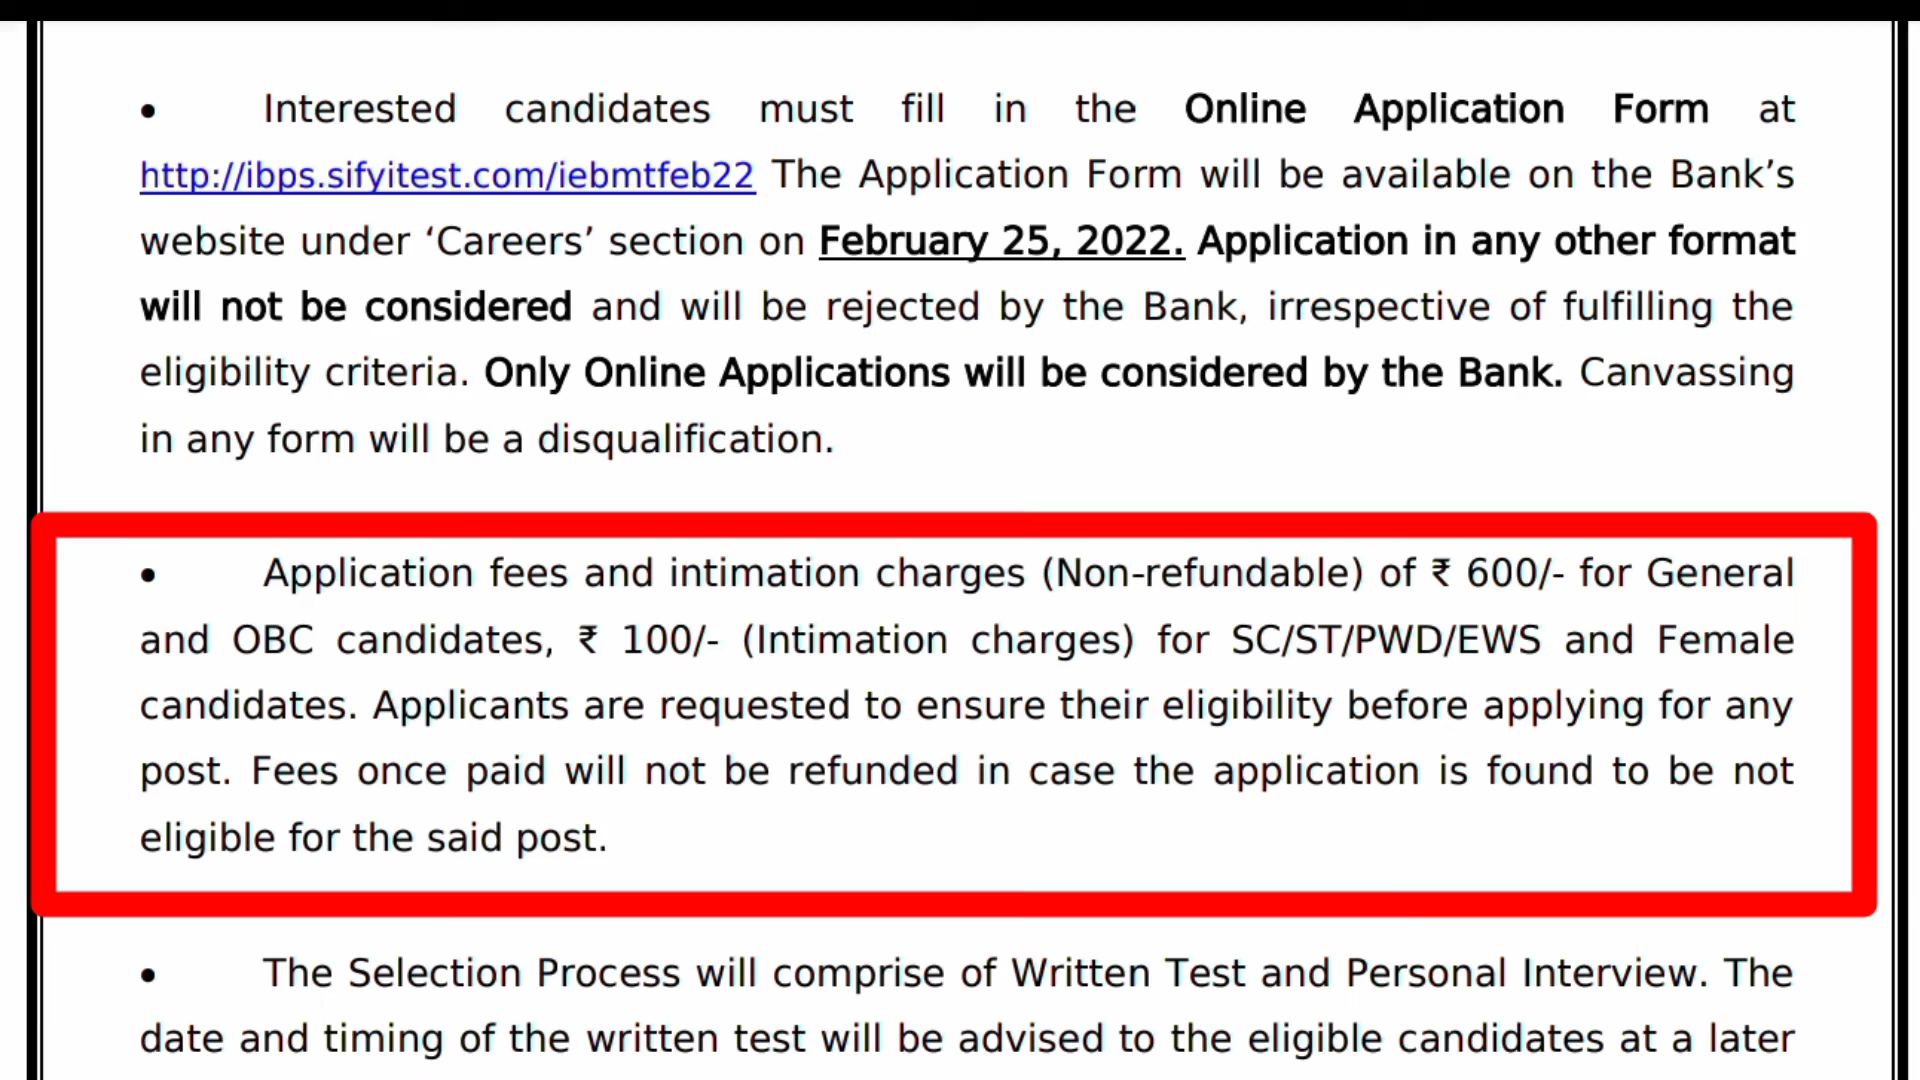 • Interested candidates must fill in the Online Application Form at
http://ibps.sifyitest.com/iebmtfeb22 The Application Form will be available on the Bank’s
website under ‘Careers’ section on February 25, 2022. Application in any other format
will not be considered and will be rejected by the Bank, irrespective of fulfilling the
eligibility criteria. Only Online Applications will be considered by the Bank. Canvassing
in any form will be a disqualification.
• Application fees and intimation charges (Non-refundable) of ₹ 600/- for General
and OBC candidates, ₹ 100/- (Intimation charges) for SC/ST/PWD/EWS and Female
candidates. Applicants are requested to ensure their eligibility before applying for any
post. Fees once paid will not be refunded in case the application is found to be not
eligible for the said post.
• The Selection Process will comprise of Written Test and Personal Interview. The
date and timing of the written test will be advised to the eligible candidates at a later